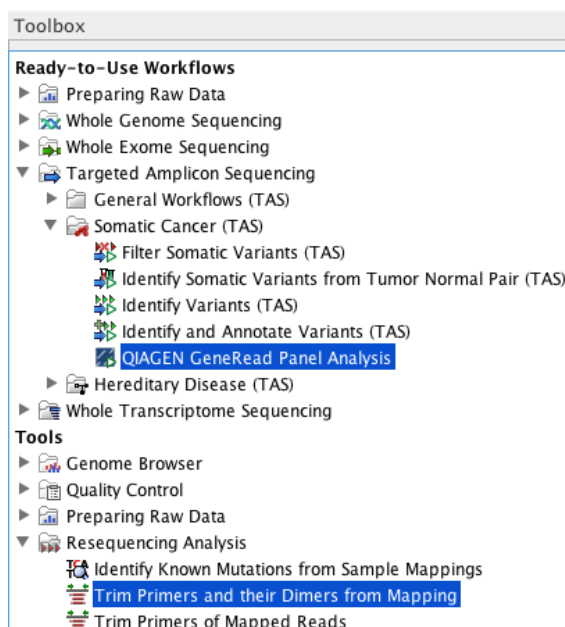 Toolbox
Ready-to-Use Workflows
Preparing Raw Data
Whole Genome Sequencing
Whole Exome Sequencing
Targeted Amplicon Sequencing
General Workflows (TAS)
Somatic Cancer (TAS)
Filter Somatic Variants (TAS)
Identify Somatic Variants from Tumor Normal Pair (TAS)
Identify Variants (TAS)
Identify and Annotate Variants (TAS)
QIAGEN GeneRead Panel Analysis
Hereditary Disease (TAS)
Whole Transcriptome Sequencing
Tools
Genome Browser
Quality Control
Preparing Raw Data
Resequencing Analysis
Identify Known Mutations from Sample Mappings
Trim Primers and their Dimers from Mapping
Trim Primers of Mapped Reads